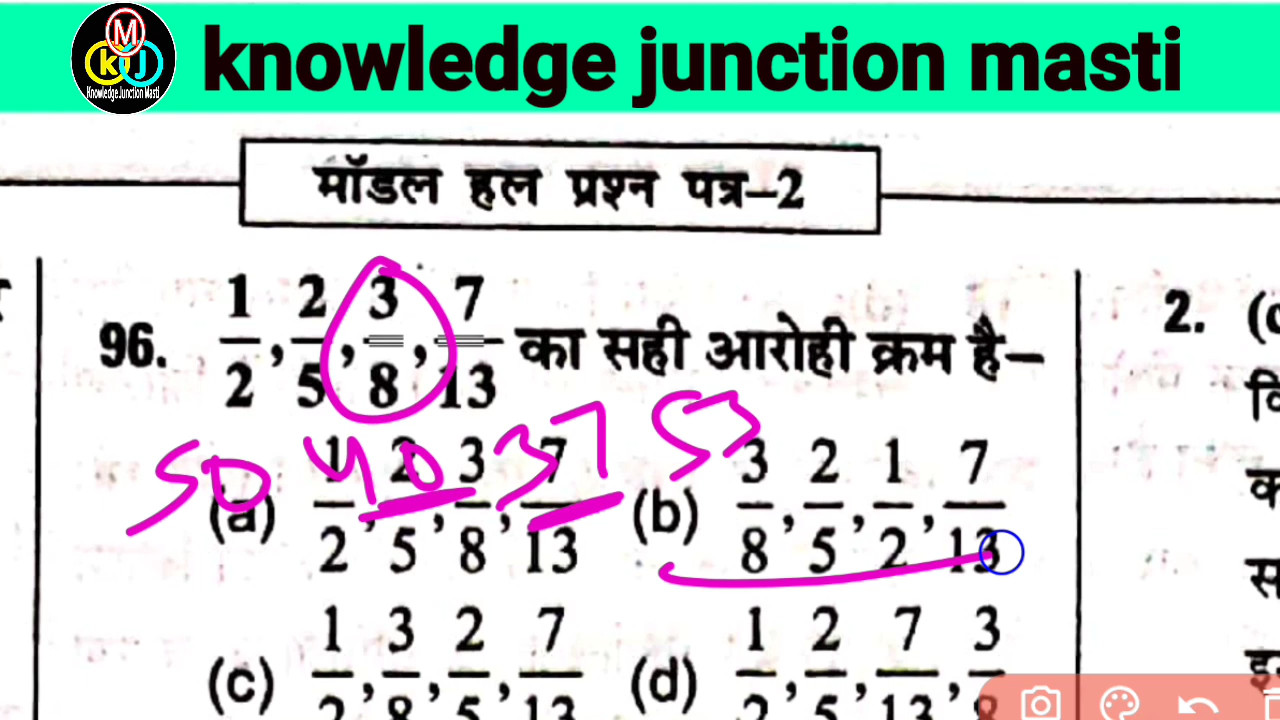 M.
KJ
Knowledge Junction Masti
knowledge junction masti
मॉडल हल प्रश्न पत्र–2
96. 1/2, 2/5, 3/8, 7/13 का सही आरोही क्रम है–
50 40 37 53
(a) 1/2, 2/5, 3/8, 7/13 (b) 3/8, 2/5, 1/2, 7/13
(c) 1/2, 3/8, 2/5, 7/13 (d) 1/2, 2/5, 7/13, 3/8
2.